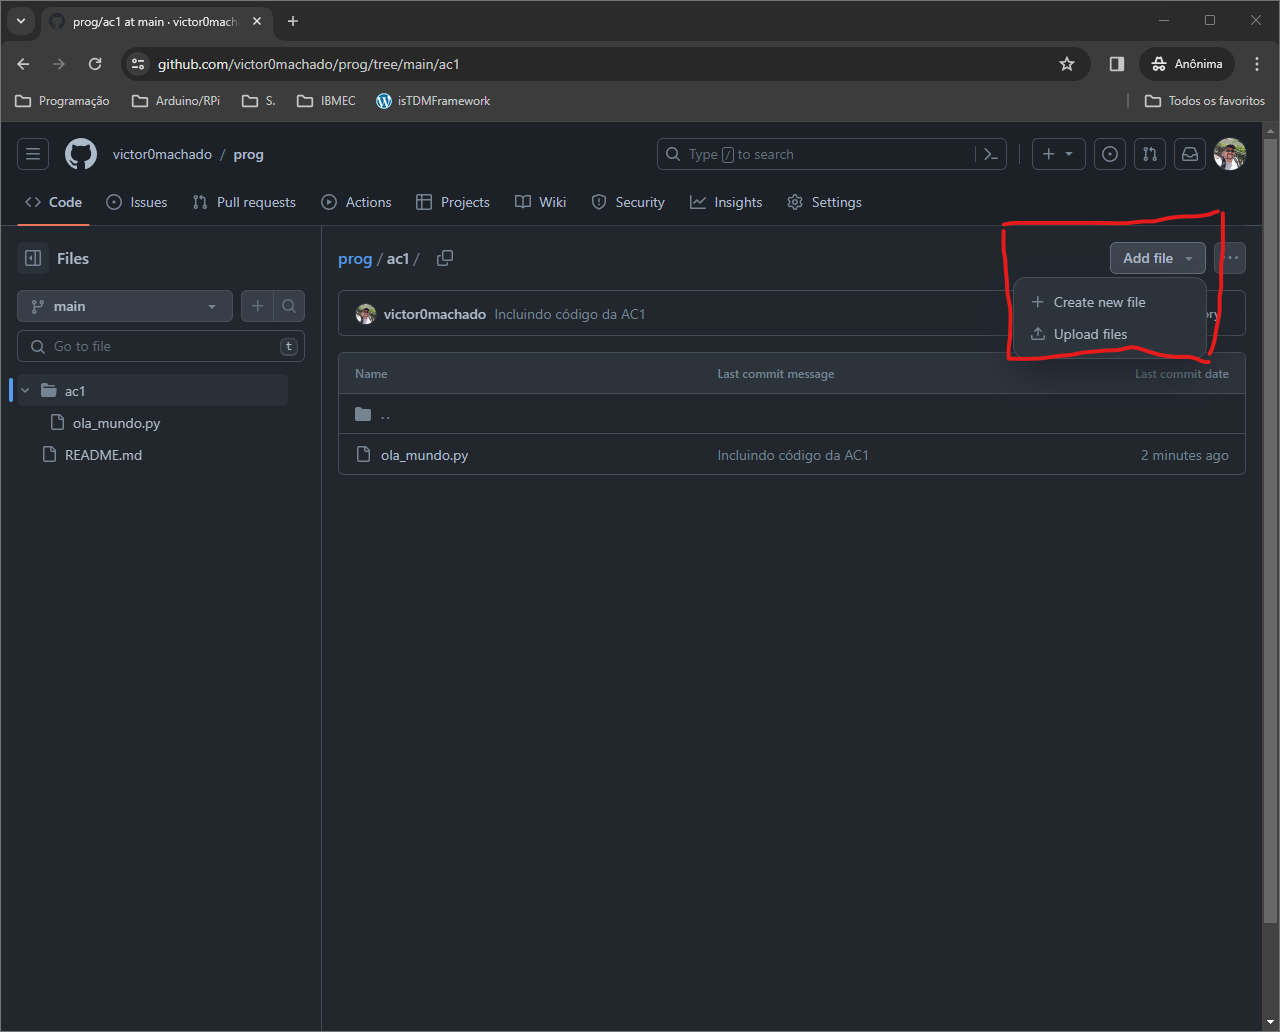 prog/ac1 at main · victor0mach
github.com/victor0machado/prog/tree/main/ac1
Anônima
Programação
Arduino/RPi
S.
IBMEC
isTDMFramework
Todos os favoritos
victor0machado / prog
Type / to search
Code
Issues
Pull requests
Actions
Projects
Wiki
Security
Insights
Settings
Files
main
Go to file
t
ac1
ola_mundo.py
README.md
prog / ac1 /
Add file
Create new file
Upload files
victor0machado Incluindo código da AC1
ory
Name Last commit message Last commit date
..
ola_mundo.py Incluindo código da AC1 2 minutes ago